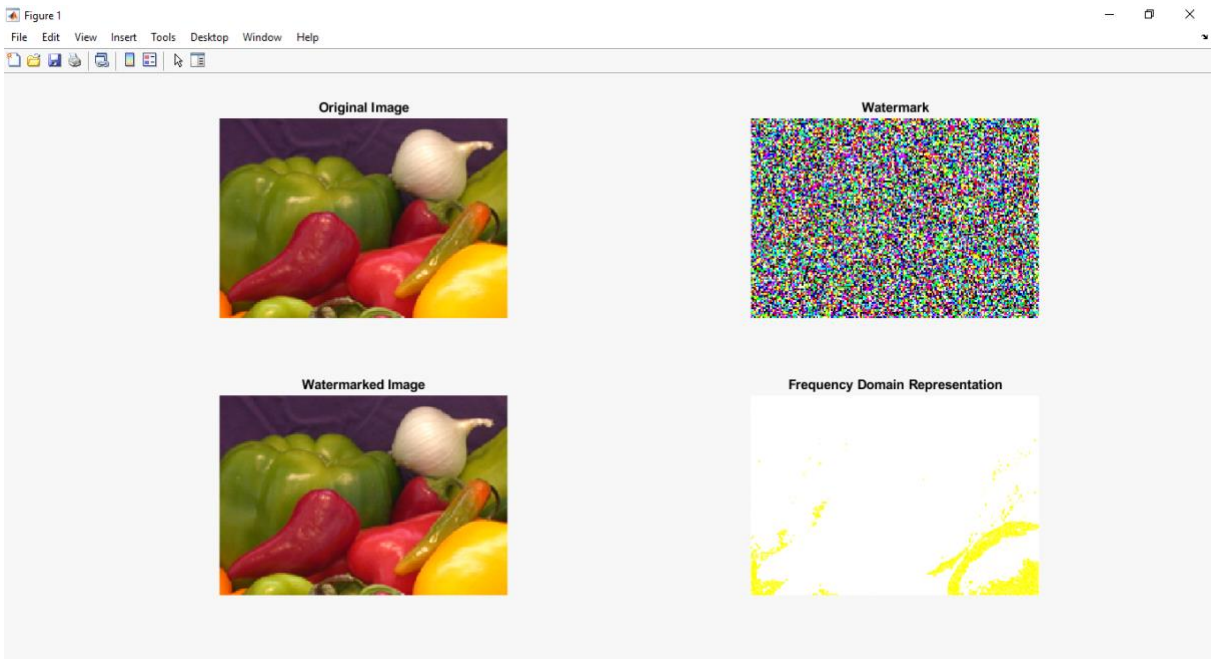 Figure 1
File Edit View Insert Tools Desktop Window Help
Original Image
Watermark
Watermarked Image
Frequency Domain Representation